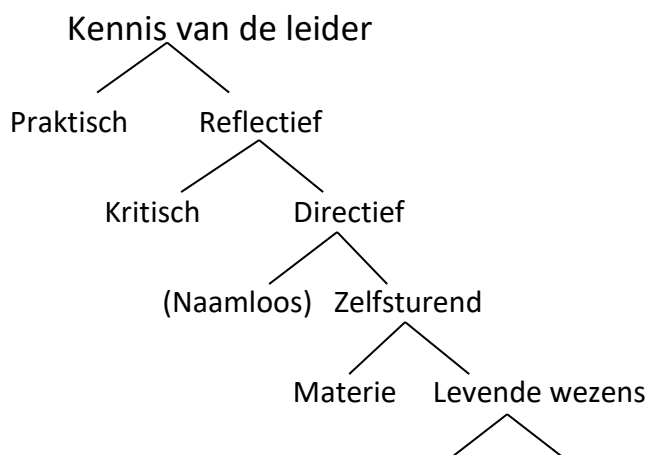 Kennis van de leider
Praktisch Reflectief
Kritisch Directief
(Naamloos) Zelfsturend
Materie Levende wezens